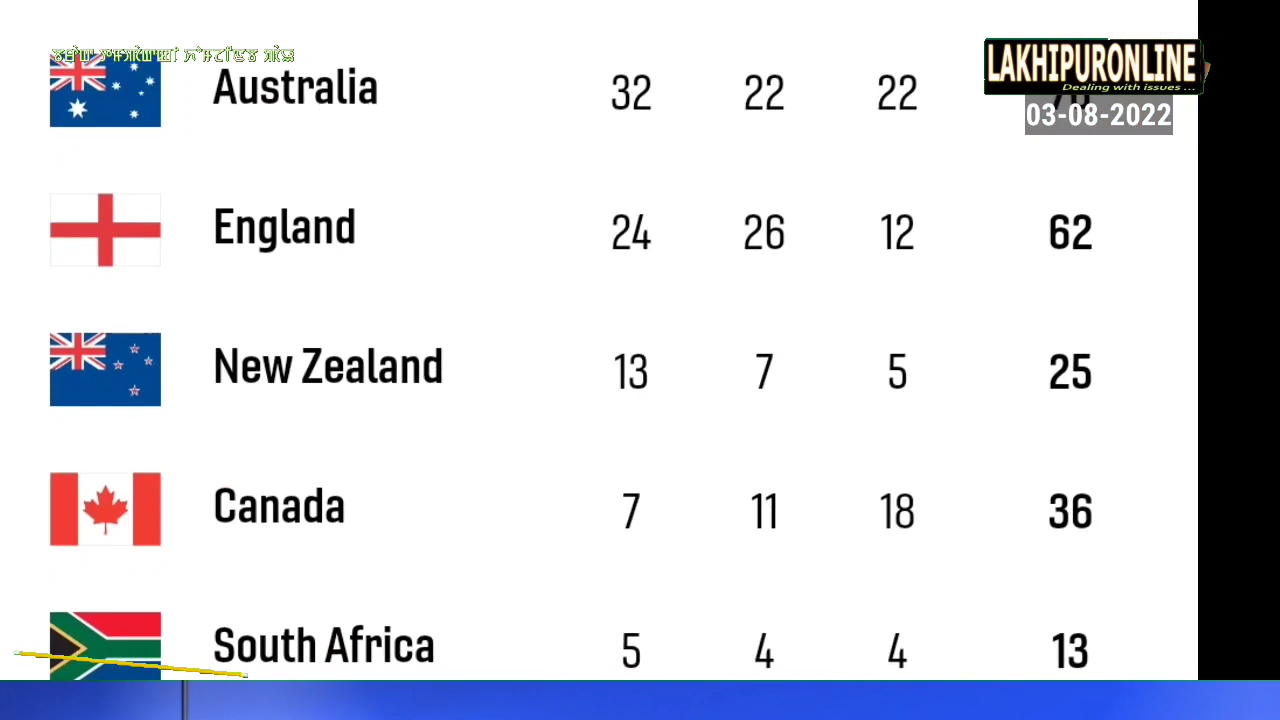 Australia 32 22 22
LAKHIPURONLINE
Dealing with issues ...
03-08-2022
England 24 26 12 62
New Zealand 13 7 5 25
Canada 7 11 18 36
South Africa 5 4 4 13